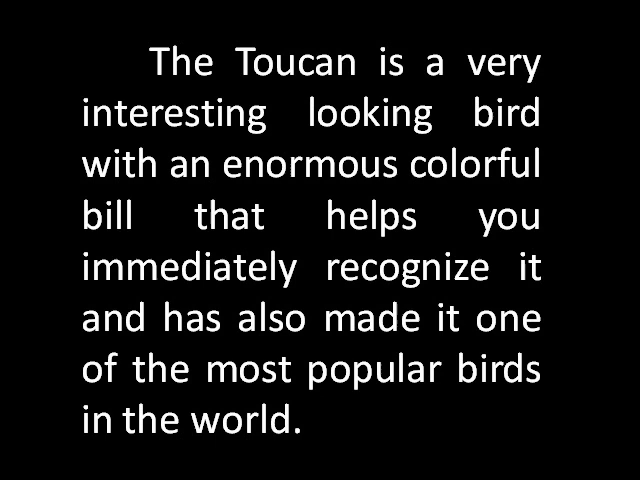 The Toucan is a very
interesting looking bird
with an enormous colorful
bill that helps you
immediately recognize it
and has also made it one
of the most popular birds
in the world.